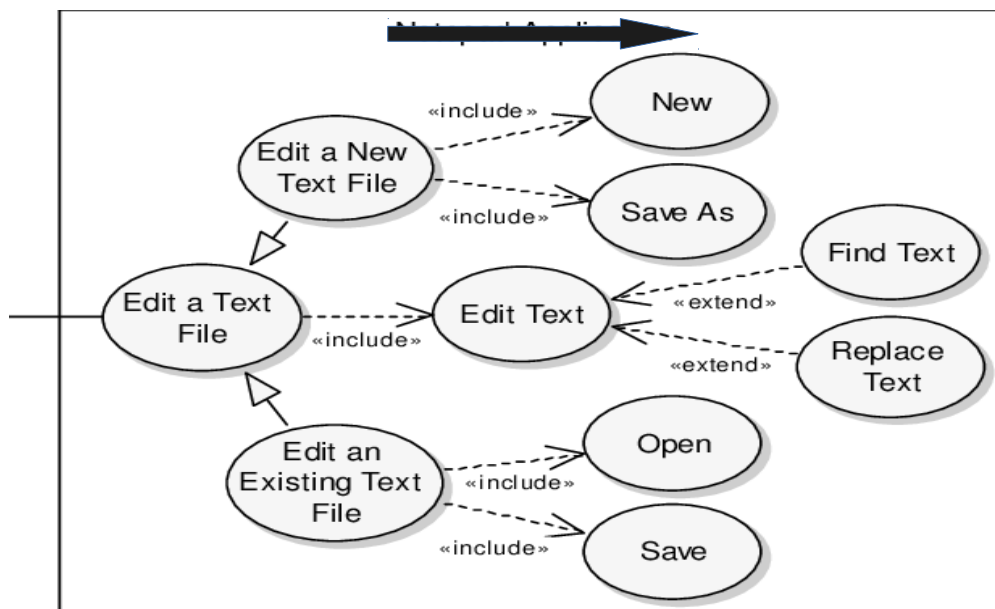 «include»
New
Edit a New
Text File
«include»
Save As
Find Text
Edit a Text
File
«include»
Edit Text
«extend»
«extend»
Replace
Text
Edit an
Existing Text
File
Open
«include»
«include»
Save